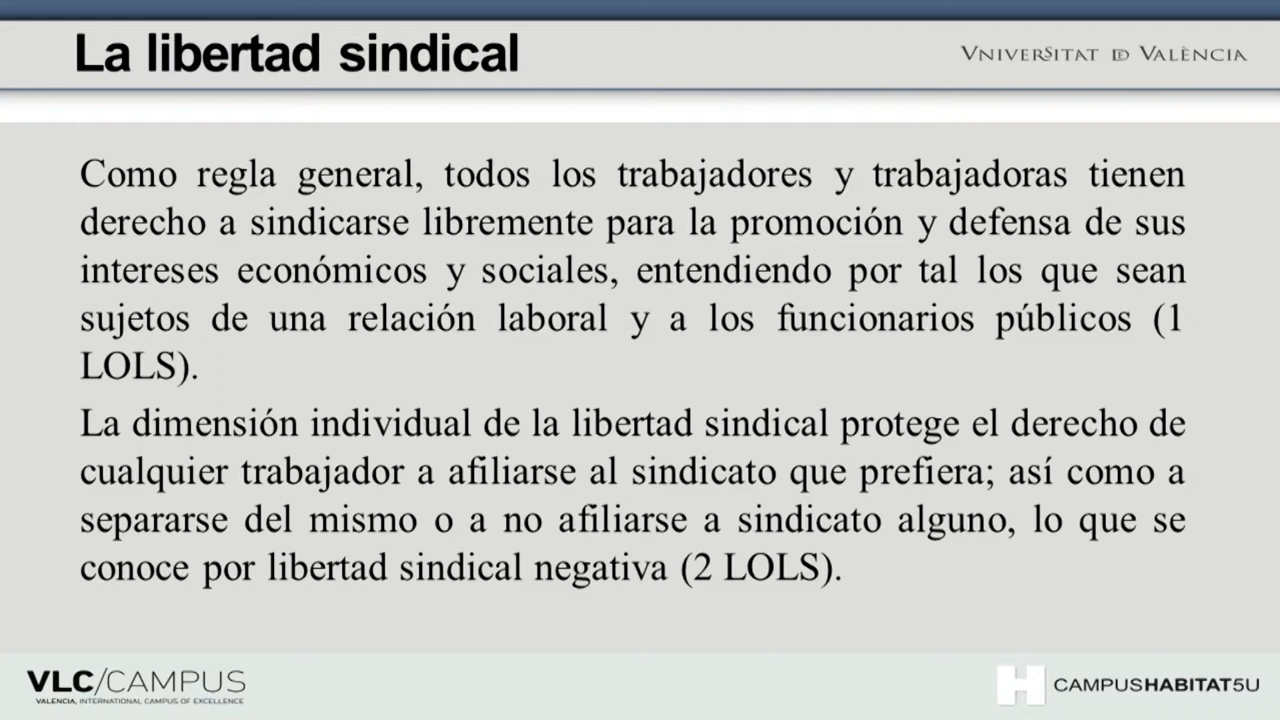 La libertad sindical
VNIVERSITAT DE VALÈNCIA
Como regla general, todos los trabajadores y trabajadoras tienen
derecho a sindicarse libremente para la promoción y defensa de sus
intereses económicos y sociales, entendiendo por tal los que sean
sujetos de una relación laboral y a los funcionarios públicos (1
LOLS).
La dimensión individual de la libertad sindical protege el derecho de
cualquier trabajador a afiliarse al sindicato que prefiera; así como a
separarse del mismo o a no afiliarse a sindicato alguno, lo que se
conoce por libertad sindical negativa (2 LOLS).
VLC/CAMPUS
VALENCIA, INTERNATIONAL CAMPUS OF EXCELLENCE
H CAMPUSHABITAT5U